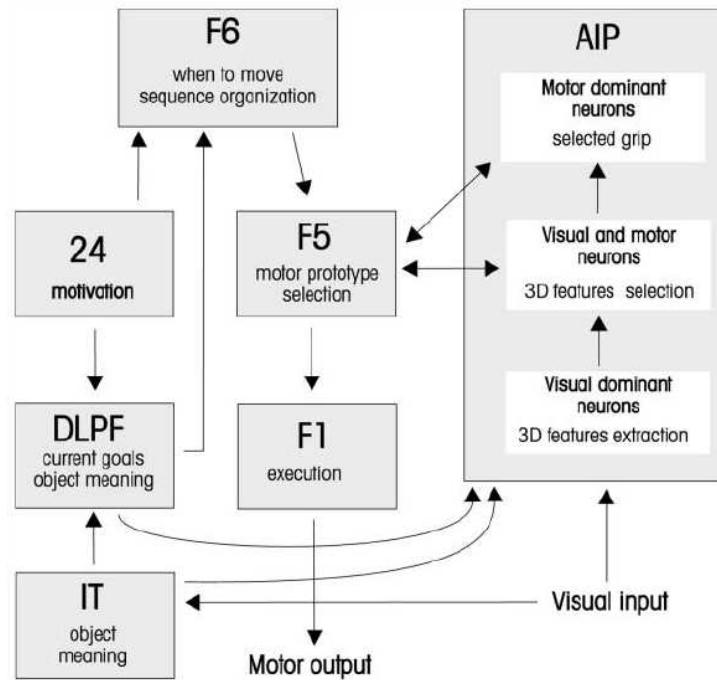 F6
when to move
sequence organization
AIP
Motor dominant
neurons
selected grip
24
motivation
F5
motor prototype
selection
Visual and motor
neurons
3D features selection
DLPF
current goals
object meaning
F1
execution
Visual dominant
neurons
3D features extraction
IT
object
meaning
Visual input
Motor output